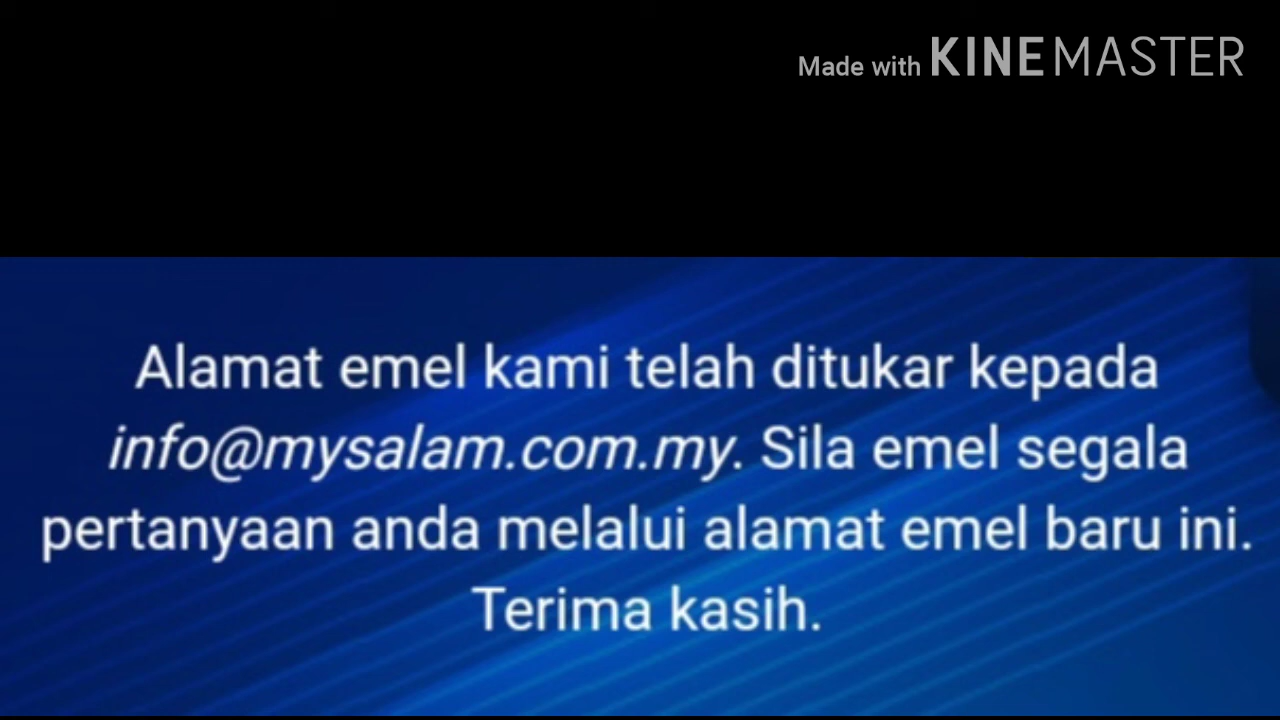 Made with KINEMASTER
Alamat emel kami telah ditukar kepada
info@mysalam.com.my. Sila emel segala
pertanyaan anda melalui alamat emel baru ini.
Terima kasih.